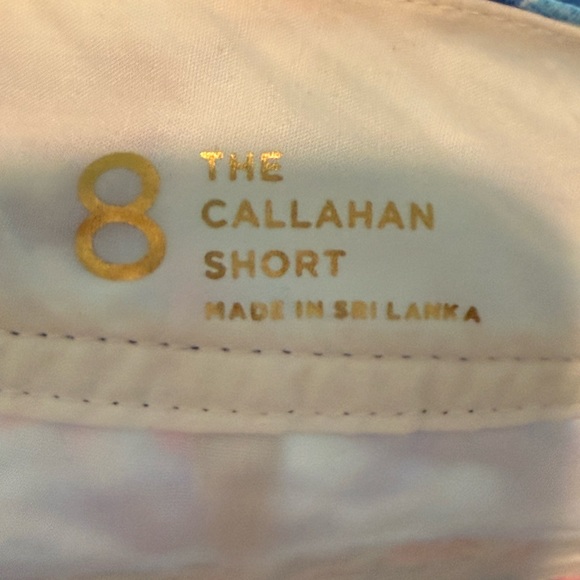 8
THE
CALLAHAN
SHORT
MADE IN SRI LANKA